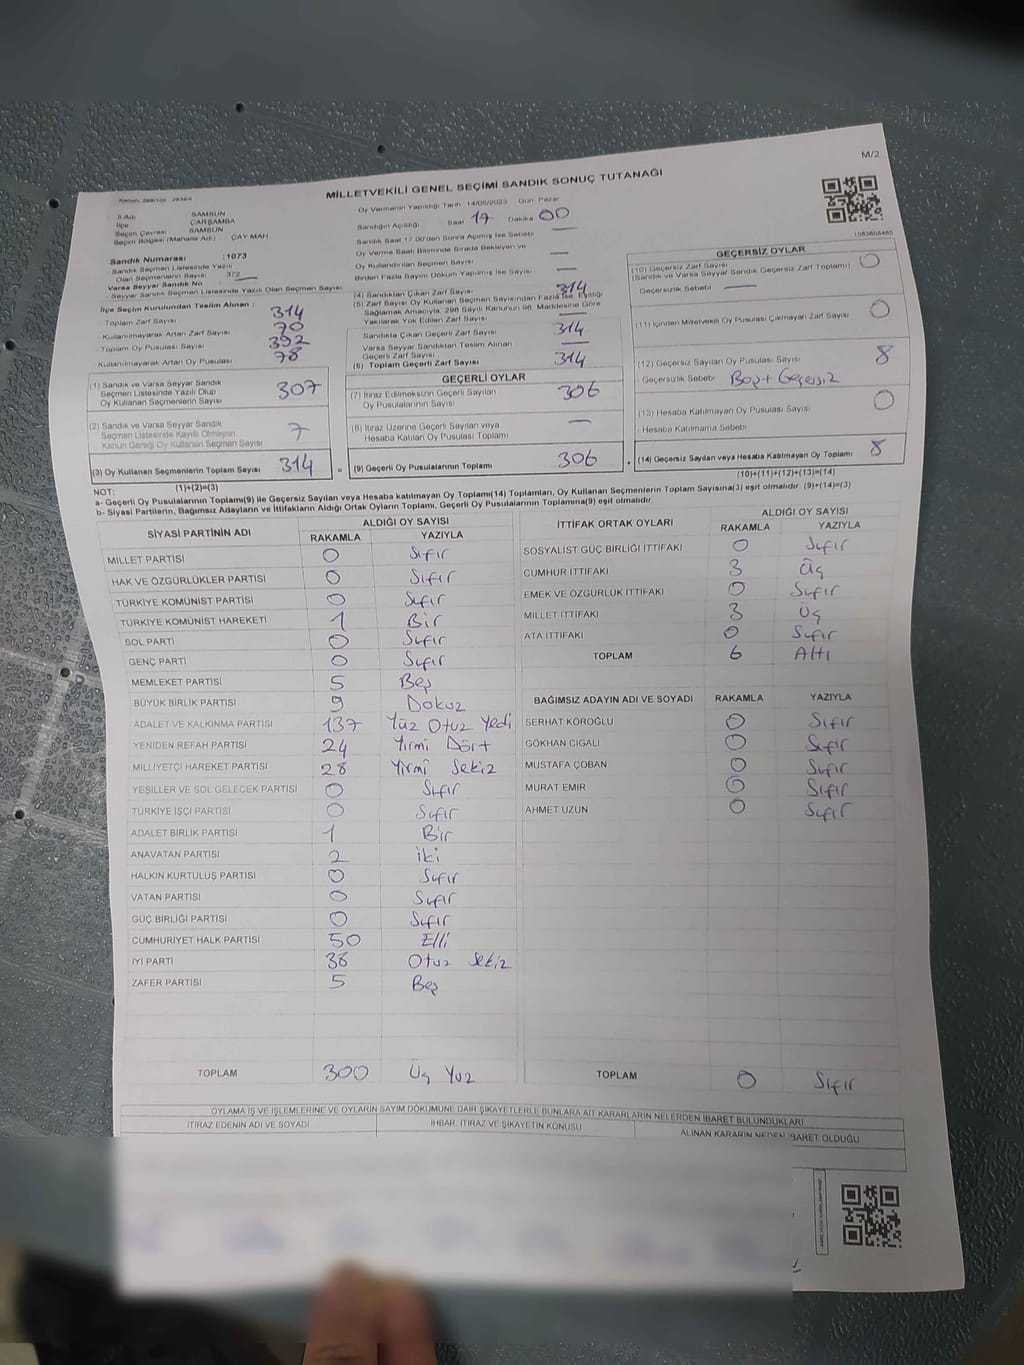 M/2
MİLLETVEKİLİ GENEL SEÇİMİ SANDIK SONUÇ TUTANAĞI
İl Adı SAMSUN
İlçe ÇARŞAMBA
Seçim Çevresi SAMSUN
Seçim Bölgesi (Mahalle Adı) ÇAY MAH
Sandık Numarası :1073
Sandık Seçmen Listesinde Yazılı
Olan Seçmenlerin Sayısı 372
Varsa Seyyar Sandık No
Seyyar Sandık Seçmen Listesinde Yazılı Olan Seçmen Sayısı
İlçe Seçim Kurulundan Teslim Alınan :
Toplam Zarf Sayısı 314
Kullanılmayarak Artan Zarf Sayısı 70
Toplam Oy Pusulası Sayısı 392
Kullanılmayarak Artan Oy Pusulası 78
(1) Sandık ve Varsa Seyyar Sandık
Seçmen Listesinde Yazılı Olup
Oy Kullanan Seçmenlerin Sayısı 307
(2) Sandık ve Varsa Seyyar Sandık
Seçmen Listesinde Kayıtlı Olmayan
Kanun Gereği Oy Kullanan Seçmen Sayısı 7
(3) Oy Kullanan Seçmenlerin Toplam Sayısı 314 =
(1)+(2)=(3)
Oy Vermenin Yapıldığı Tarih 14/05/2023 Gün Pazar
Sandığın Açıldığı Saat 17 Dakika 00
Sandık Saat 17.00'den Sonra Açılmış İse Sebebi —
Oy Verme Saati Bitiminde Sırada Bekleyen ve
Oy Kullandırılan Seçmen Sayısı —
Birden Fazla Sayım Döküm Yapılmış İse Sayısı —
(4) Sandıktan Çıkan Zarf Sayısı 314
(5) Zarf Sayısı Oy Kullanan Seçmen Sayısından Fazla İse, Eşitliği
Sağlamak Amacıyla, 298 Sayılı Kanunun 98. Maddesine Göre
Yakılarak Yok Edilen Zarf Sayısı —
Sandıkta Çıkan Geçerli Zarf Sayısı 314
Varsa Seyyar Sandıktan Teslim Alınan
Geçerli Zarf Sayısı —
(6) Toplam Geçerli Zarf Sayısı 314
GEÇERLİ OYLAR
(7) İtiraz Edilmeksizin Geçerli Sayılan
Oy Pusulalarının Sayısı 306
(8) İtiraz Üzerine Geçerli Sayılan veya
Hesaba Katılan Oy Pusulası Toplamı —
(9) Geçerli Oy Pusulalarının Toplamı 306 +
GEÇERSİZ OYLAR
(10) Geçersiz Zarf Sayısı
(Sandık ve Varsa Seyyar Sandık Geçersiz Zarf Toplamı) 0
Geçersizlik Sebebi —
(11) İçinden Milletvekili Oy Pusulası Çıkmayan Zarf Sayısı 0
(12) Geçersiz Sayılan Oy Pusulası Sayısı 8
Geçersizlik Sebebi Boş+Geçersiz
(13) Hesaba Katılmayan Oy Pusulası Sayısı 0
Hesaba Katılmama Sebebi
(14) Geçersiz Sayılan veya Hesaba Katılmayan Oy Toplamı 8
(10)+(11)+(12)+(13)=(14)
NOT:
a- Geçerli Oy Pusulalarının Toplamı(9) ile Geçersiz Sayılan veya Hesaba katılmayan Oy Toplamı(14) Toplamları, Oy Kullanan Seçmenlerin Toplam Sayısına(3) eşit olmalıdır. (9)+(14)=(3)
b- Siyasi Partilerin, Bağımsız Adayların ve İttifakların Aldığı Ortak Oyların Toplamı, Geçerli Oy Pusulalarının Toplamına(9) eşit olmalıdır.
SİYASİ PARTİNİN ADI ALDIĞI OY SAYISI
RAKAMLA YAZIYLA
MİLLET PARTİSİ 0 Sıfır
HAK VE ÖZGÜRLÜKLER PARTİSİ 0 Sıfır
TÜRKİYE KOMÜNİST PARTİSİ 0 Sıfır
TÜRKİYE KOMÜNİST HAREKETİ 1 Bir
SOL PARTİ 0 Sıfır
GENÇ PARTİ 0 Sıfır
MEMLEKET PARTİSİ 5 Beş
BÜYÜK BİRLİK PARTİSİ 9 Dokuz
ADALET VE KALKINMA PARTİSİ 137 Yüz Otuz Yedi
YENİDEN REFAH PARTİSİ 24 Yirmi Dört
MİLLİYETÇİ HAREKET PARTİSİ 28 Yirmi Sekiz
YEŞİLLER VE SOL GELECEK PARTİSİ 0 Sıfır
TÜRKİYE İŞÇİ PARTİSİ 0 Sıfır
ADALET BİRLİK PARTİSİ 1 Bir
ANAVATAN PARTİSİ 2 İki
HALKIN KURTULUŞ PARTİSİ 0 Sıfır
VATAN PARTİSİ 0 Sıfır
GÜÇ BİRLİĞİ PARTİSİ 0 Sıfır
CUMHURİYET HALK PARTİSİ 50 Elli
İYİ PARTİ 38 Otuz Sekiz
ZAFER PARTİSİ 5 Beş
TOPLAM 300 Üç Yüz
İTTİFAK ORTAK OYLARI ALDIĞI OY SAYISI
RAKAMLA YAZIYLA
SOSYALİST GÜÇ BİRLİĞİ İTTİFAKI 0 Sıfır
CUMHUR İTTİFAKI 3 Üç
EMEK VE ÖZGÜRLÜK İTTİFAKI 0 Sıfır
MİLLET İTTİFAKI 3 Üç
ATA İTTİFAKI 0 Sıfır
TOPLAM 6 Altı
BAĞIMSIZ ADAYIN ADI VE SOYADI RAKAMLA YAZIYLA
SERHAT KÖROĞLU 0 Sıfır
GÖKHAN CIGALI 0 Sıfır
MUSTAFA ÇOBAN 0 Sıfır
MURAT EMİR 0 Sıfır
AHMET UZUN 0 Sıfır
TOPLAM 0 Sıfır
OYLAMA İŞ VE İŞLEMLERİNE VE OYLARIN SAYIM DÖKÜMÜNE DAİR ŞİKAYETLERLE BUNLARA AİT KARARLARIN NELERDEN İBARET BULUNDUKLARI
İTİRAZ EDENİN ADI VE SOYADI İHBAR, İTİRAZ VE ŞİKAYETİN KONUSU ALINAN KARARIN NEDEN İBARET OLDUĞU